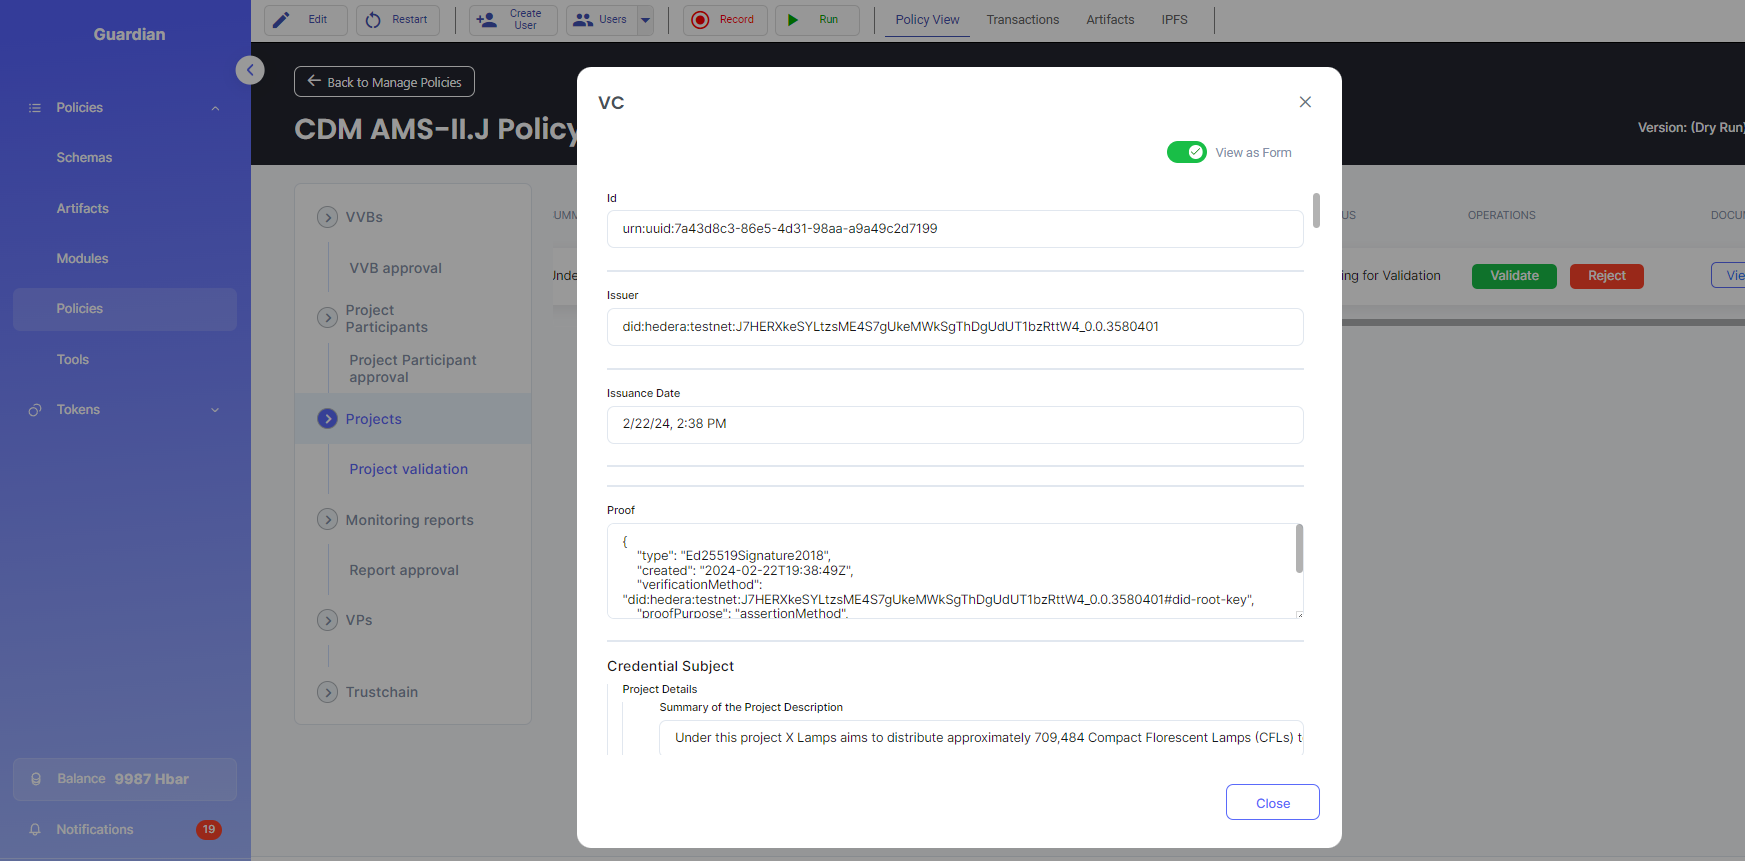 Guardian
Policies
Schemas
Artifacts
Modules
Policies
Tools
Tokens
Balance 9987 Hbar
Notifications 19
Edit
Restart
Create
User
Users
Record
Run
Policy View
Transactions
Artifacts
IPFS
Back to Manage Policies
CDM AMS-II.J Policy
Version: (Dry Run)
VVBs
VVB approval
Project
Participants
Project Participant
approval
Projects
Project validation
Monitoring reports
Report approval
VPs
Trustchain
OPERATIONS
ing for Validation
Validate
Reject
VC
View as Form
Id
urn:uuid:7a43d8c3-86e5-4d31-98aa-a9a49c2d7199
Issuer
did:hedera:testnet:J7HERXkeSYLtzsME4S7gUkeMWkSgThDgUdUT1bzRttW4_0.0.3580401
Issuance Date
2/22/24, 2:38 PM
Proof
{
"type": "Ed25519Signature2018",
"created": "2024-02-22T19:38:49Z",
"verificationMethod":
"did:hedera:testnet:J7HERXkeSYLtzsME4S7gUkeMWkSgThDgUdUT1bzRttW4_0.0.3580401#did-root-key",
"proofPurpose": "assertionMethod",
Credential Subject
Project Details
Summary of the Project Description
Under this project X Lamps aims to distribute approximately 709,484 Compact Florescent Lamps (CFLs) t
Close